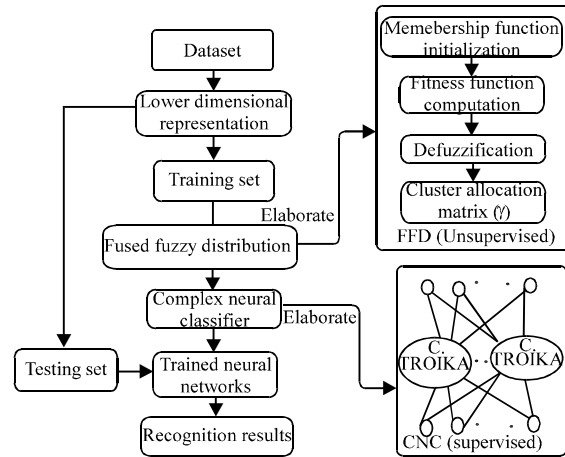 Dataset
Lower dimensional
representation
Training set
Fused fuzzy distribution
Complex neural
classifier
Testing set
Trained neural
networks
Recognition results
Elaborate
Elaborate
Memebership function
initialization
Fitness function
computation
Defuzzification
Cluster allocation
matrix (γ)
FFD (Unsupervised)
C.
TROIKA
C.
TROIKA
CNC (supervised)